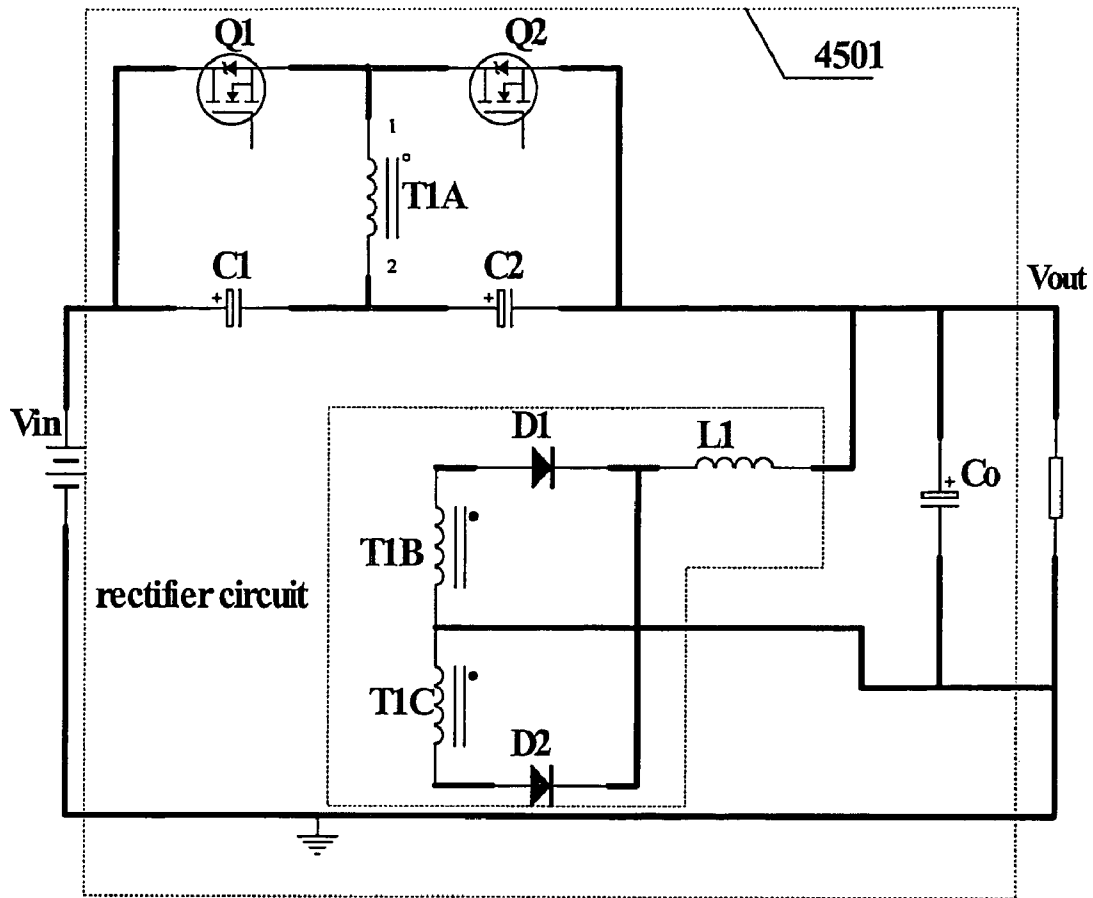 Q1
Q2
4501
1
T1A
2
C1
+
C2
+
Vout
Vin
D1
L1
Co
+
T1B
rectifier circuit
T1C
D2